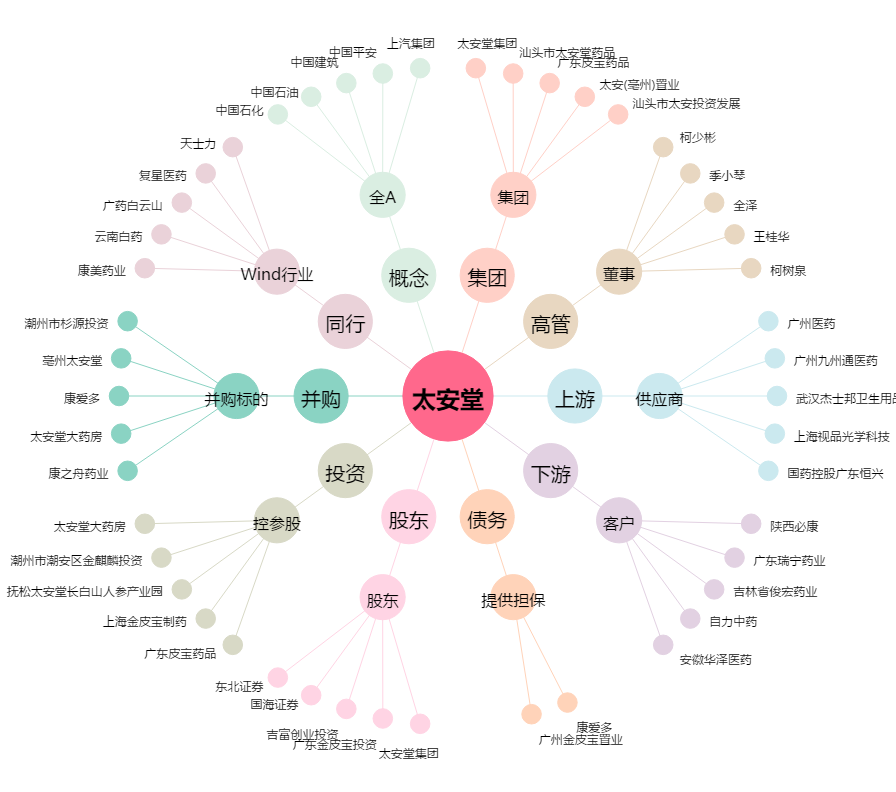 上汽集团
中国平安
中国建筑
中国石油
中国石化
全A
概念
太安堂集团
汕头市太安堂药品
广东皮宝药品
太安(亳州)置业
汕头市太安投资发展
集团
集团
天士力
复星医药
广药白云山
云南白药
康美药业
Wind行业
同行
柯少彬
季小琴
全泽
王桂华
柯树泉
董事
高管
潮州市杉源投资
亳州太安堂
康爱多
太安堂大药房
康之舟药业
并购标的
并购
太安堂
上游
供应商
广州医药
广州九州通医药
武汉杰士邦卫生用品
上海视品光学科技
国药控股广东恒兴
投资
控参股
太安堂大药房
潮州市潮安区金麒麟投资
抚松太安堂长白山人参产业园
上海金皮宝制药
广东皮宝药品
下游
客户
陕西必康
广东瑞宁药业
吉林省俊宏药业
自力中药
安徽华泽医药
股东
股东
东北证券
国海证券
吉富创业投资
广东金皮宝投资
太安堂集团
债务
提供担保
康爱多
广州金皮宝置业